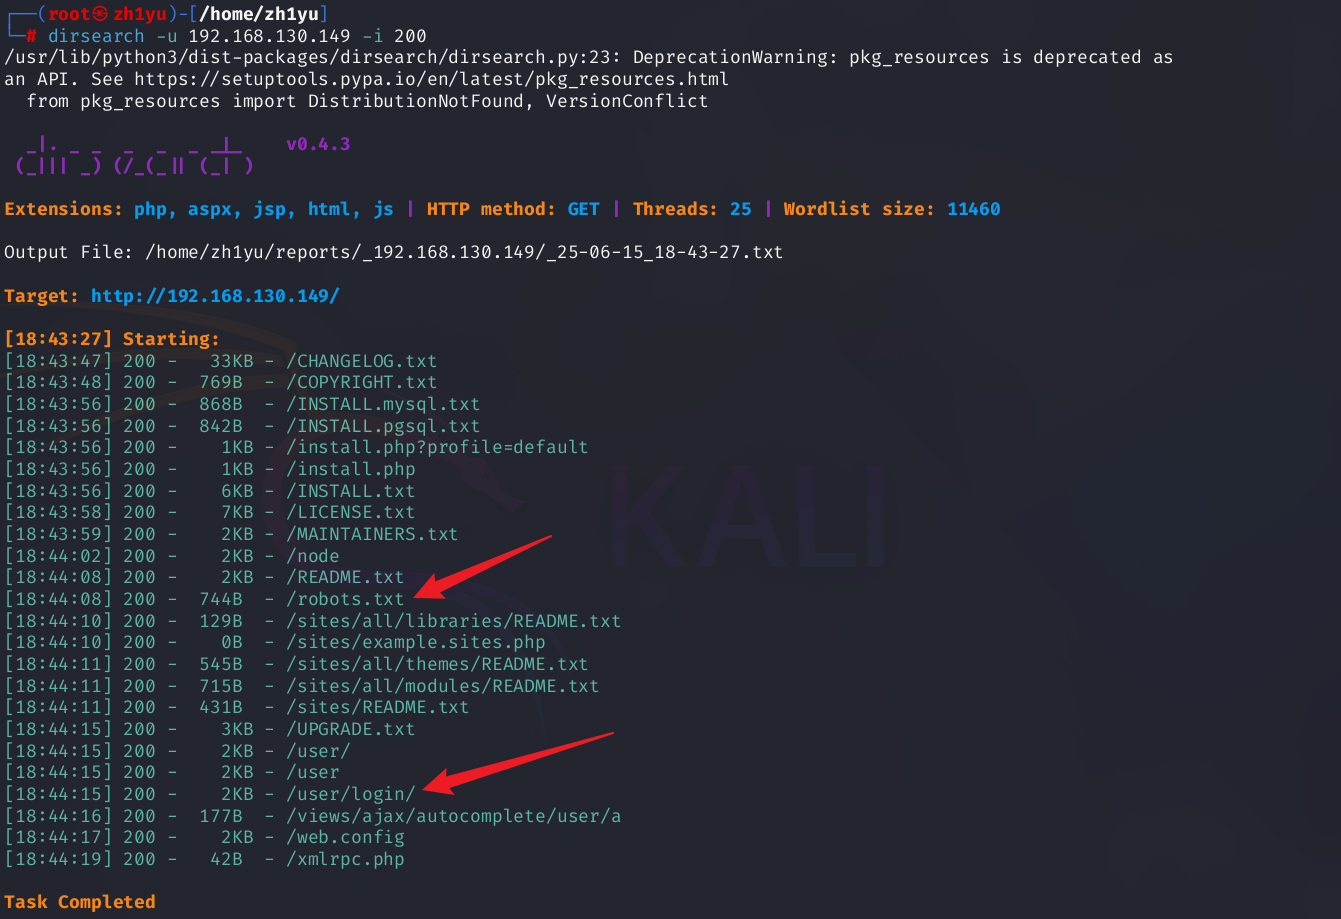 ┌──(root㉿zh1yu)-[/home/zh1yu]
└─# dirsearch -u 192.168.130.149 -i 200
/usr/lib/python3/dist-packages/dirsearch/dirsearch.py:23: DeprecationWarning: pkg_resources is deprecated as
an API. See https://setuptools.pypa.io/en/latest/pkg_resources.html
  from pkg_resources import DistributionNotFound, VersionConflict
  _|. _ _  _  _  _ _|_    v0.4.3
 (_||| _) (/_(_|| (_| )
Extensions: php, aspx, jsp, html, js | HTTP method: GET | Threads: 25 | Wordlist size: 11460
Output File: /home/zh1yu/reports/_192.168.130.149/_25-06-15_18-43-27.txt
Target: http://192.168.130.149/
[18:43:27] Starting:
[18:43:47] 200 -   33KB - /CHANGELOG.txt
[18:43:48] 200 -  769B  - /COPYRIGHT.txt
[18:43:56] 200 -  868B  - /INSTALL.mysql.txt
[18:43:56] 200 -  842B  - /INSTALL.pgsql.txt
[18:43:56] 200 -    1KB - /install.php?profile=default
[18:43:56] 200 -    1KB - /install.php
[18:43:56] 200 -    6KB - /INSTALL.txt
[18:43:58] 200 -    7KB - /LICENSE.txt
[18:43:59] 200 -    2KB - /MAINTAINERS.txt
[18:44:02] 200 -    2KB - /node
[18:44:08] 200 -    2KB - /README.txt
[18:44:08] 200 -  744B  - /robots.txt
[18:44:10] 200 -  129B  - /sites/all/libraries/README.txt
[18:44:10] 200 -    0B  - /sites/example.sites.php
[18:44:11] 200 -  545B  - /sites/all/themes/README.txt
[18:44:11] 200 -  715B  - /sites/all/modules/README.txt
[18:44:11] 200 -  431B  - /sites/README.txt
[18:44:15] 200 -    3KB - /UPGRADE.txt
[18:44:15] 200 -    2KB - /user/
[18:44:15] 200 -    2KB - /user
[18:44:15] 200 -    2KB - /user/login/
[18:44:16] 200 -  177B  - /views/ajax/autocomplete/user/a
[18:44:17] 200 -    2KB - /web.config
[18:44:19] 200 -   42B  - /xmlrpc.php
Task Completed
KALI